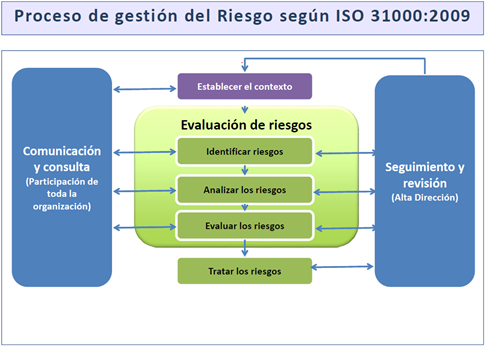 Proceso de gestión del Riesgo según ISO 31000:2009
Establecer el contexto
Comunicación
y consulta
(Participación de
toda la
organización)
Evaluación de riesgos
Identificar riesgos
Analizar los riesgos
Evaluar los riesgos
Tratar los riesgos
Seguimiento y
revisión
(Alta Dirección)